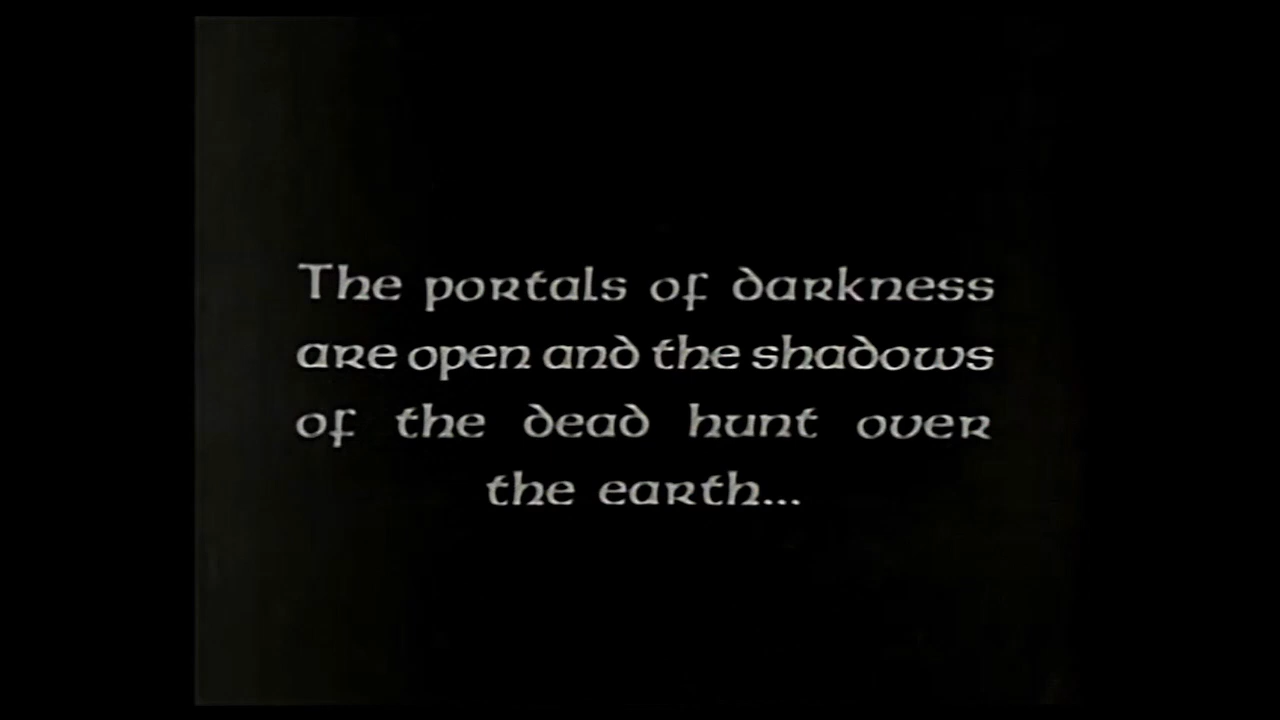 The portals of darkness
are open and the shadows
of the dead hunt over
the earth...